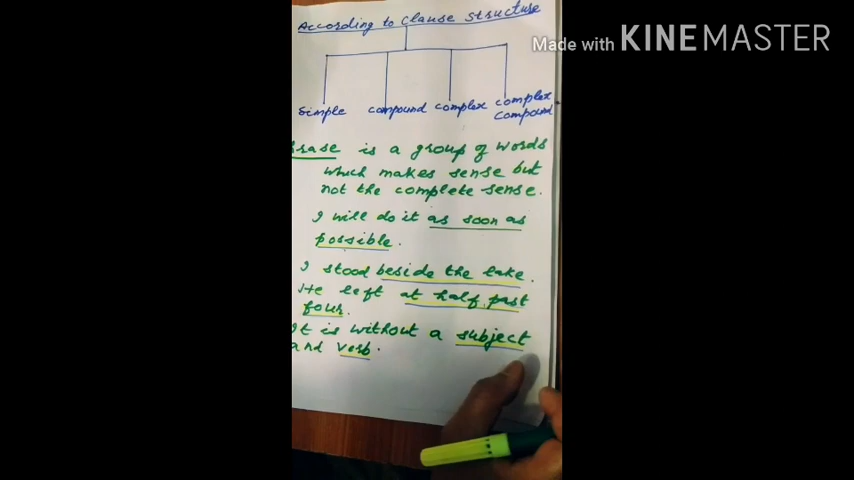 According to Clause Structure
Made with KINEMASTER
Simple compound complex complex
compound
rase is a group of words
which makes sense but
not the complete sense.
I will do it as soon as
possible.
I stood beside the lake.
He left at half past
four.
It is without a subject
and verb.